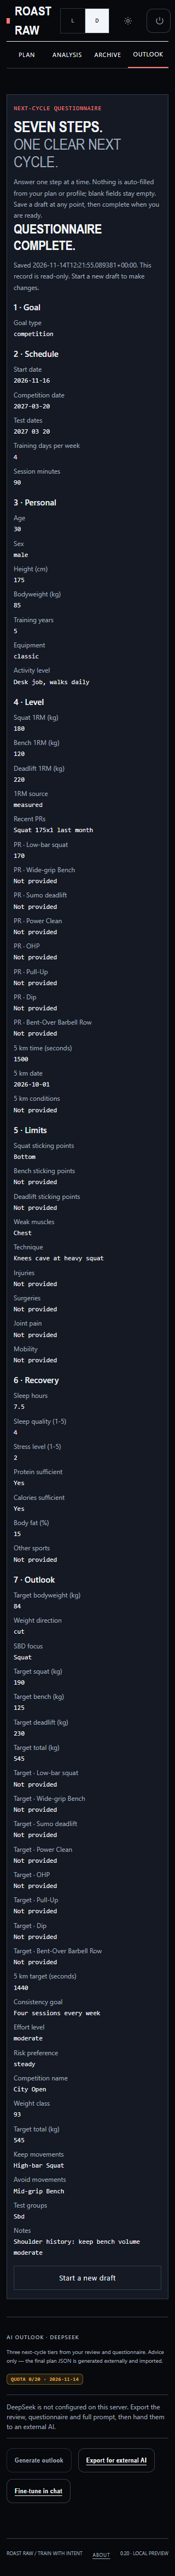 ROAST
RAW
L
D
PLAN
ANALYSIS
ARCHIVE
OUTLOOK
NEXT-CYCLE QUESTIONNAIRE
SEVEN STEPS.
ONE CLEAR NEXT
CYCLE.
Answer one step at a time. Nothing is auto-filled
from your plan or profile; blank fields stay empty.
Save a draft at any point, then complete when you
are ready.
QUESTIONNAIRE
COMPLETE.
Saved 2026-11-14T12:21:55.089381+00:00. This
record is read-only. Start a new draft to make
changes.
1 · Goal
Goal type
competition
2 · Schedule
Start date
2026-11-16
Competition date
2027-03-20
Test dates
2027 03 20
Training days per week
4
Session minutes
90
3 · Personal
Age
30
Sex
male
Height (cm)
175
Bodyweight (kg)
85
Training years
5
Equipment
classic
Activity level
Desk job, walks daily
4 · Level
Squat 1RM (kg)
180
Bench 1RM (kg)
120
Deadlift 1RM (kg)
220
1RM source
measured
Recent PRs
Squat 175x1 last month
PR · Low-bar squat
170
PR · Wide-grip Bench
Not provided
PR · Sumo deadlift
Not provided
PR · Power Clean
Not provided
PR · OHP
Not provided
PR · Pull-Up
Not provided
PR · Dip
Not provided
PR · Bent-Over Barbell Row
Not provided
5 km time (seconds)
1500
5 km date
2026-10-01
5 km conditions
Not provided
5 · Limits
Squat sticking points
Bottom
Bench sticking points
Not provided
Deadlift sticking points
Not provided
Weak muscles
Chest
Technique
Knees cave at heavy squat
Injuries
Not provided
Surgeries
Not provided
Joint pain
Not provided
Mobility
Not provided
6 · Recovery
Sleep hours
7.5
Sleep quality (1-5)
4
Stress level (1-5)
2
Protein sufficient
Yes
Calories sufficient
Yes
Body fat (%)
15
Other sports
Not provided
7 · Outlook
Target bodyweight (kg)
84
Weight direction
cut
SBD focus
Squat
Target squat (kg)
190
Target bench (kg)
125
Target deadlift (kg)
230
Target total (kg)
545
Target · Low-bar squat
Not provided
Target · Wide-grip Bench
Not provided
Target · Sumo deadlift
Not provided
Target · Power Clean
Not provided
Target · OHP
Not provided
Target · Pull-Up
Not provided
Target · Dip
Not provided
Target · Bent-Over Barbell Row
Not provided
5 km target (seconds)
1440
Consistency goal
Four sessions every week
Effort level
moderate
Risk preference
steady
Competition name
City Open
Weight class
93
Target total (kg)
545
Keep movements
High-bar Squat
Avoid movements
Mid-grip Bench
Test groups
Sbd
Notes
Shoulder history: keep bench volume
moderate
Start a new draft
AI OUTLOOK · DEEPSEEK
Three next-cycle tiers from your review and questionnaire. Advice
only — the final plan JSON is generated externally and imported.
QUOTA 0/20 · 2026-11-14
DeepSeek is not configured on this server. Export the
review, questionnaire and full prompt, then hand them
to an external AI.
Generate outlook
Export for external AI
Fine-tune in chat
ROAST RAW / TRAIN WITH INTENT
ABOUT
0.20 · LOCAL PREVIEW